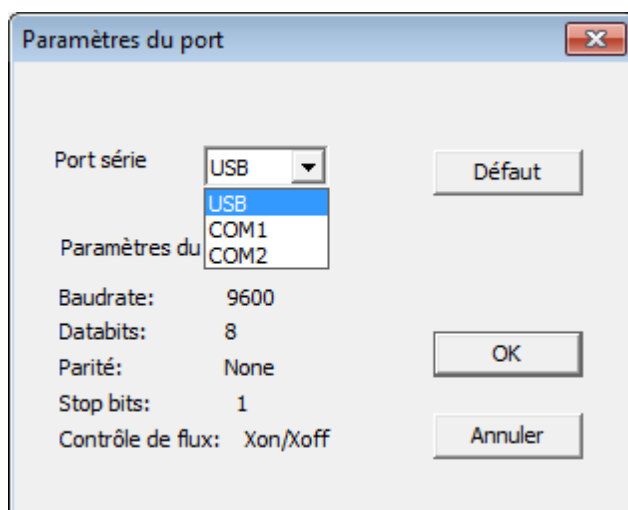 Paramètres du port
Port série
USB
Défaut
USB
COM1
COM2
Paramètres du
Baudrate: 9600
Databits: 8
Parité: None
Stop bits: 1
Contrôle de flux: Xon/Xoff
OK
Annuler